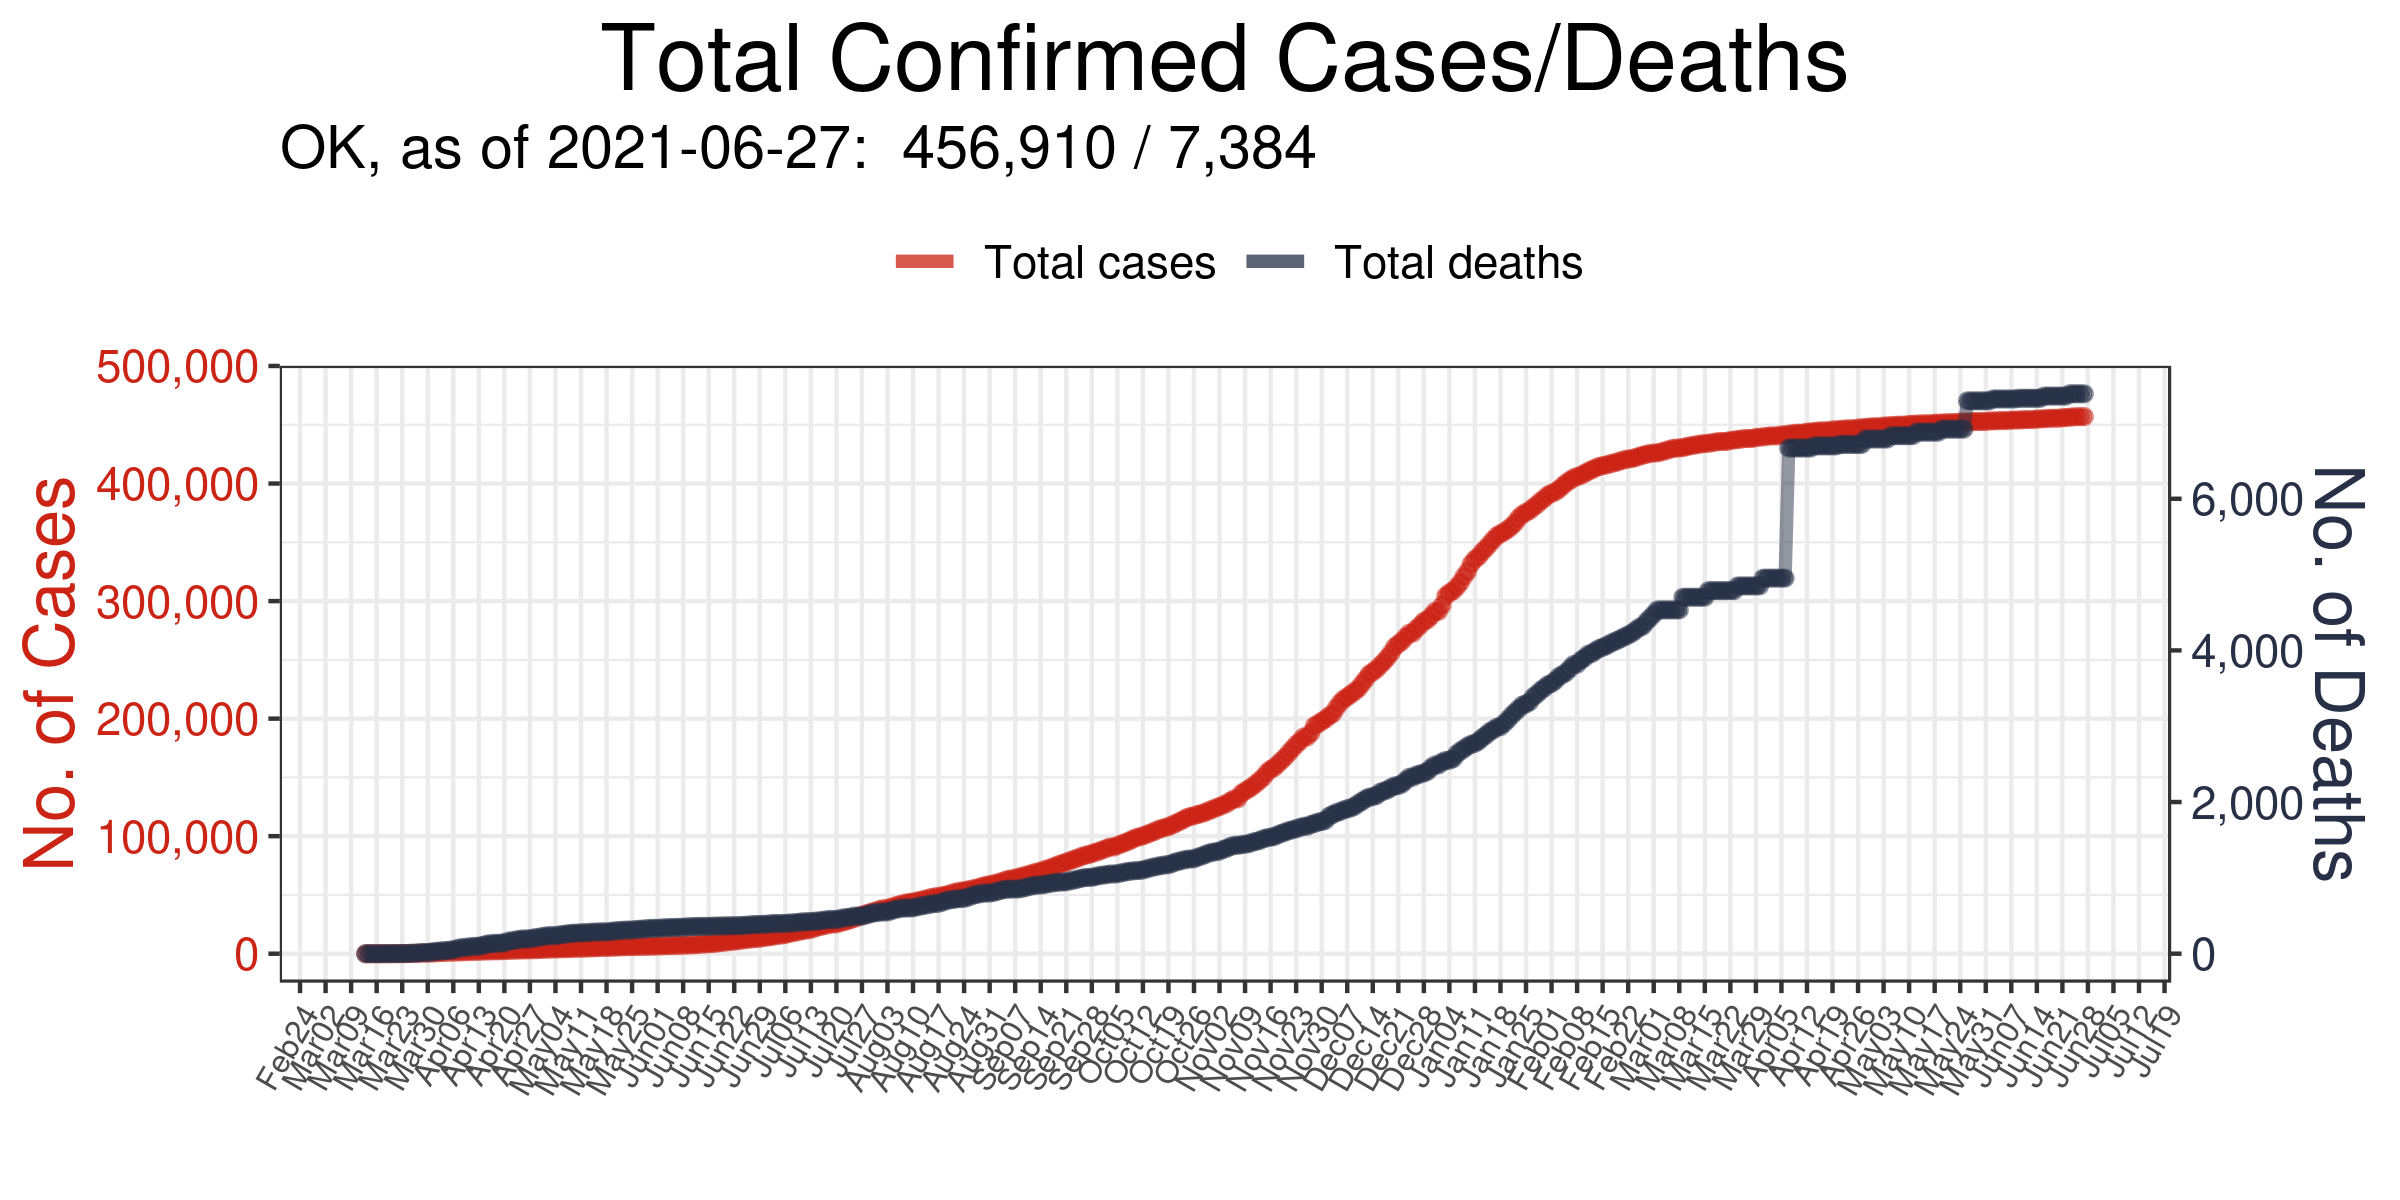 Total Confirmed Cases/Deaths
OK, as of 2021-06-27:  456,910 / 7,384
Total cases
Total deaths
No. of Cases
500,000
400,000
300,000
200,000
100,000
0
6,000
4,000
2,000
0
No. of Deaths
Feb24
Mar02
Mar09
Mar16
Mar23
Mar30
Apr06
Apr13
Apr20
Apr27
May04
May11
May18
May25
Jun01
Jun08
Jun15
Jun22
Jun29
Jul06
Jul13
Jul20
Jul27
Aug03
Aug10
Aug17
Aug24
Aug31
Sep07
Sep14
Sep21
Sep28
Oct05
Oct12
Oct19
Oct26
Nov02
Nov09
Nov16
Nov23
Nov30
Dec07
Dec14
Dec21
Dec28
Jan04
Jan11
Jan18
Jan25
Feb01
Feb08
Feb15
Feb22
Mar01
Mar08
Mar15
Mar22
Mar29
Apr05
Apr12
Apr19
Apr26
May03
May10
May17
May24
May31
Jun07
Jun14
Jun21
Jun28
Jul05
Jul12
Jul19